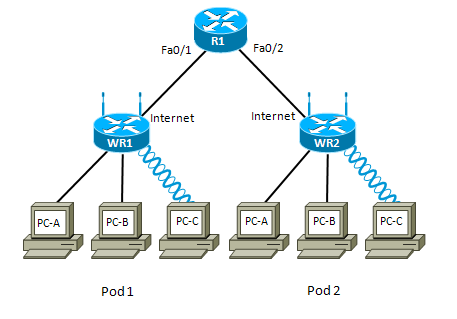 R1
Fa0/1
Fa0/2
Internet
Internet
WR1
WR2
PC-A
PC-B
PC-C
PC-A
PC-B
PC-C
Pod 1
Pod 2